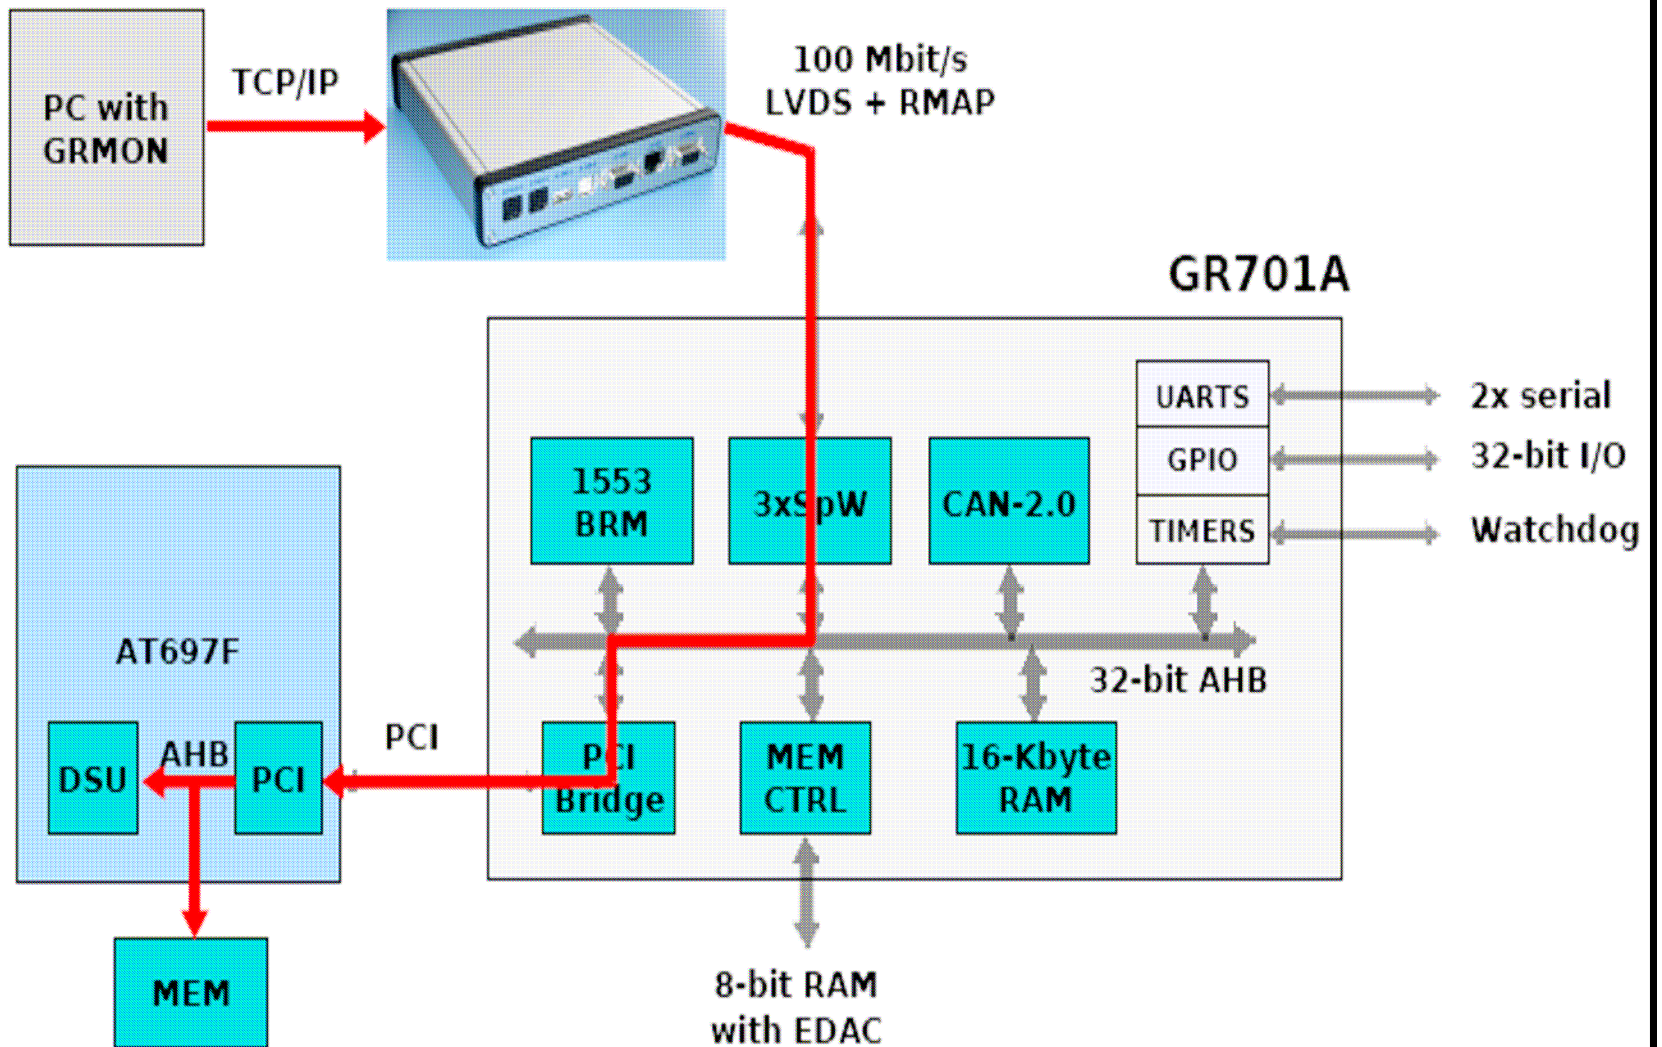 PC with
GRMON
TCP/IP
100 Mbit/s
LVDS + RMAP
GR701A
UARTS
2x serial
GPIO
32-bit I/O
TIMERS
Watchdog
1553
BRM
3xSpW
CAN-2.0
32-bit AHB
AT697F
DSU
AHB
PCI
PCI
PCI
Bridge
MEM
CTRL
16-Kbyte
RAM
MEM
8-bit RAM
with EDAC